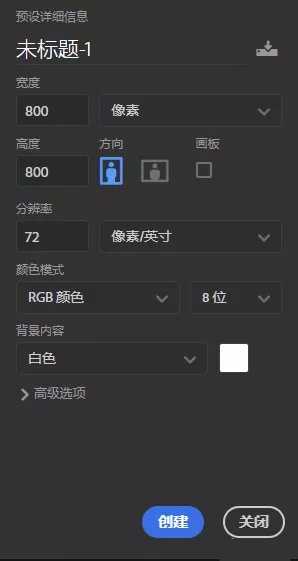 预设详细信息
未标题-1
宽度
800 像素
高度 方向 画板
800
分辨率
72 像素/英寸
颜色模式
RGB 颜色 8 位
背景内容
白色
高级选项
创建 关闭